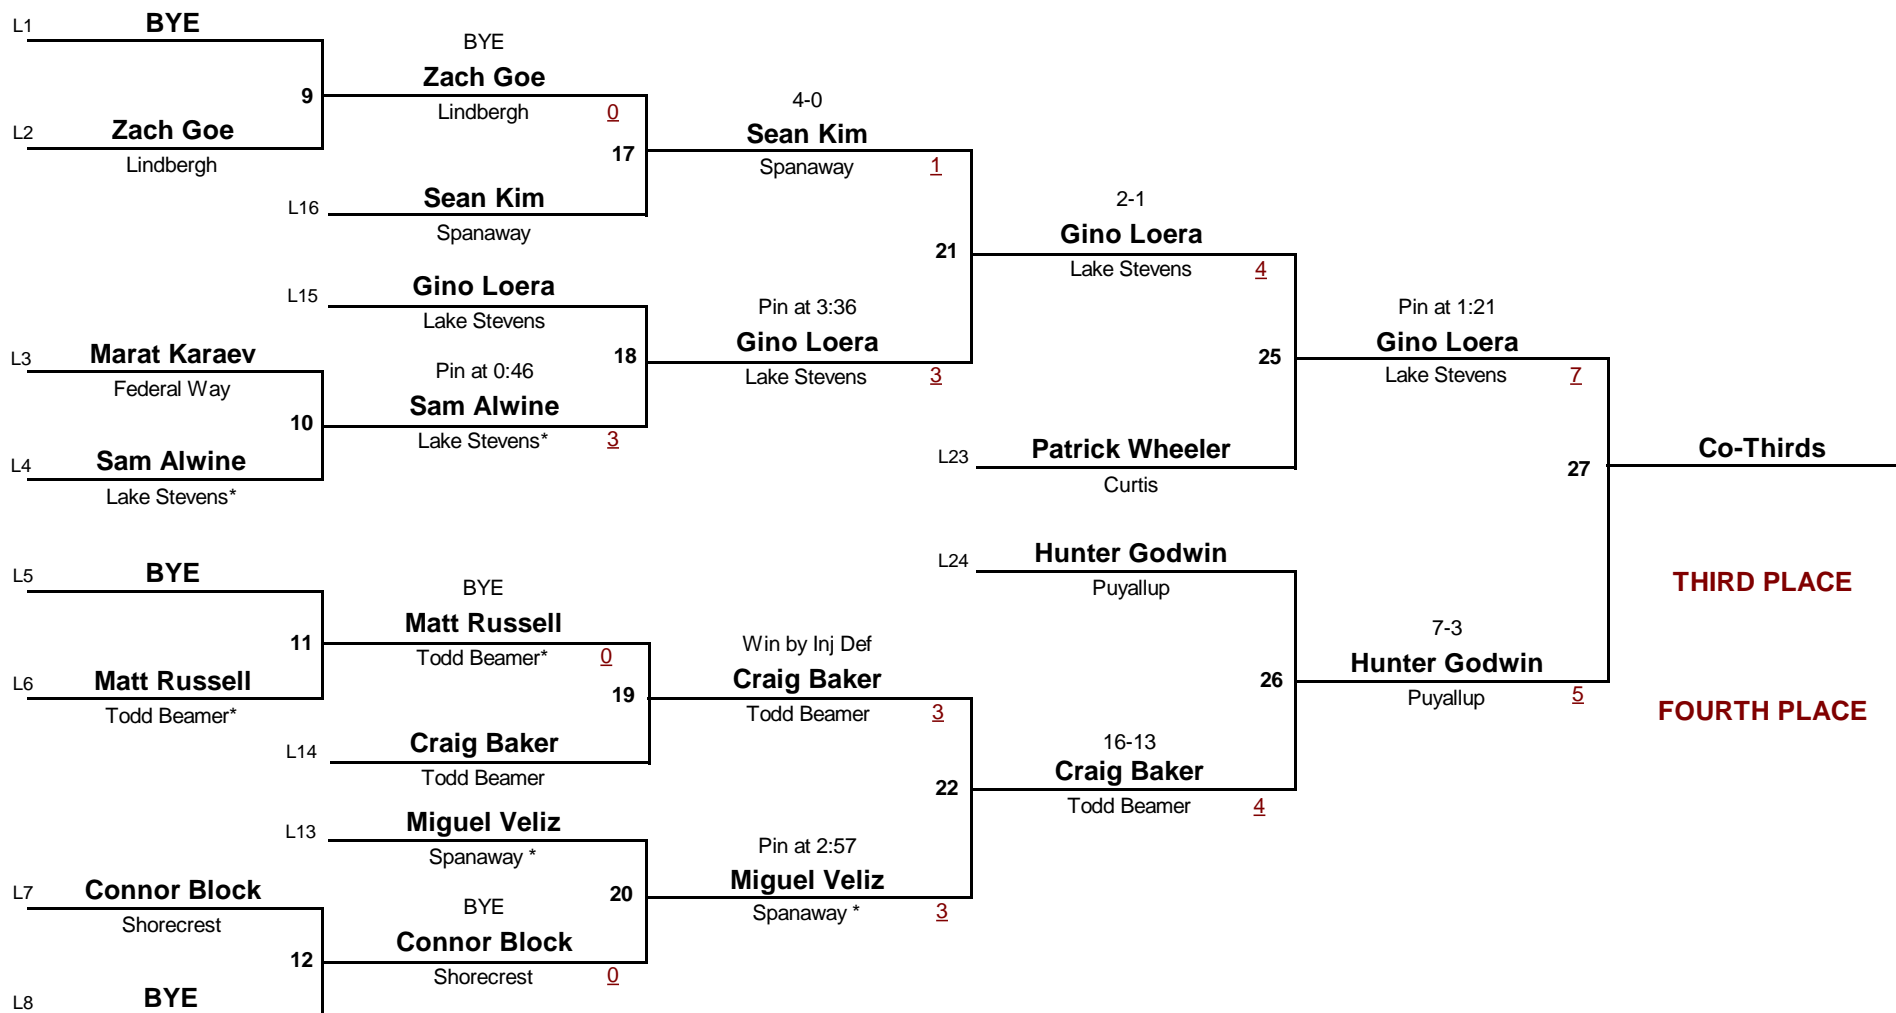 L1 BYE
BYE
Zach Goe
9
Lindbergh 0
L2 Zach Goe
Lindbergh
4-0
Sean Kim
17
Spanaway 1
L16 Sean Kim
Spanaway
2-1
Gino Loera
21
Lake Stevens 4
L15 Gino Loera
Lake Stevens
Pin at 3:36
Gino Loera
18
Lake Stevens 3
L3 Marat Karaev
Federal Way
Pin at 0:46
Sam Alwine
10
Lake Stevens* 3
L4 Sam Alwine
Lake Stevens*
Pin at 1:21
Gino Loera
25
Lake Stevens 7
L23 Patrick Wheeler
Curtis
Co-Thirds
27
L24 Hunter Godwin
Puyallup
THIRD PLACE
L5 BYE
BYE
Matt Russell
11
Todd Beamer* 0
L6 Matt Russell
Todd Beamer*
Win by Inj Def
Craig Baker
19
Todd Beamer 3
L14 Craig Baker
Todd Beamer
7-3
Hunter Godwin
26
Puyallup 5
FOURTH PLACE
16-13
Craig Baker
22
Todd Beamer 4
L13 Miguel Veliz
Spanaway *
Pin at 2:57
Miguel Veliz
20
Spanaway * 3
L7 Connor Block
Shorecrest
BYE
Connor Block
12
Shorecrest 0
L8 BYE